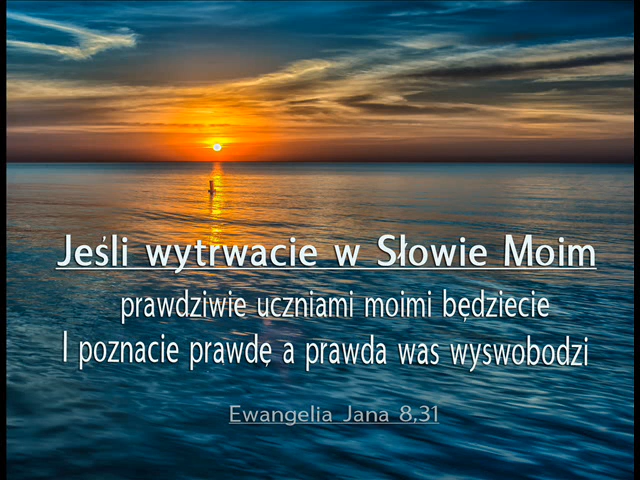 Jeśli wytrwacie w Słowie Moim
prawdziwie uczniami moimi będziecie
I poznacie prawdę a prawda was wyswobodzi
Ewangelia Jana 8,31